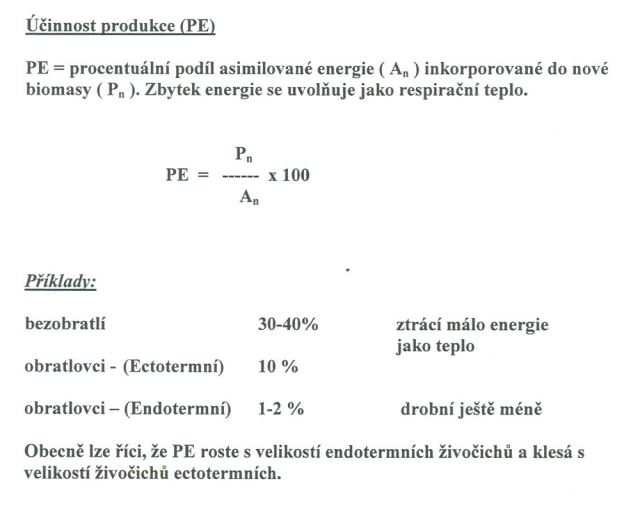 Účinnost produkce (PE)
PE = procentuální podíl asimilované energie ( Aₙ ) inkorporované do nové
biomasy ( Pₙ ). Zbytek energie se uvolňuje jako respirační teplo.
Pₙ
PE = ------ x 100
Aₙ
Příklady:
bezobratlí 30-40% ztrácí málo energie
jako teplo
obratlovci - (Ectotermní) 10 %
obratlovci – (Endotermní) 1-2 % drobní ještě méně
Obecně lze říci, že PE roste s velikostí endotermních živočichů a klesá s
velikostí živočichů ectotermních.